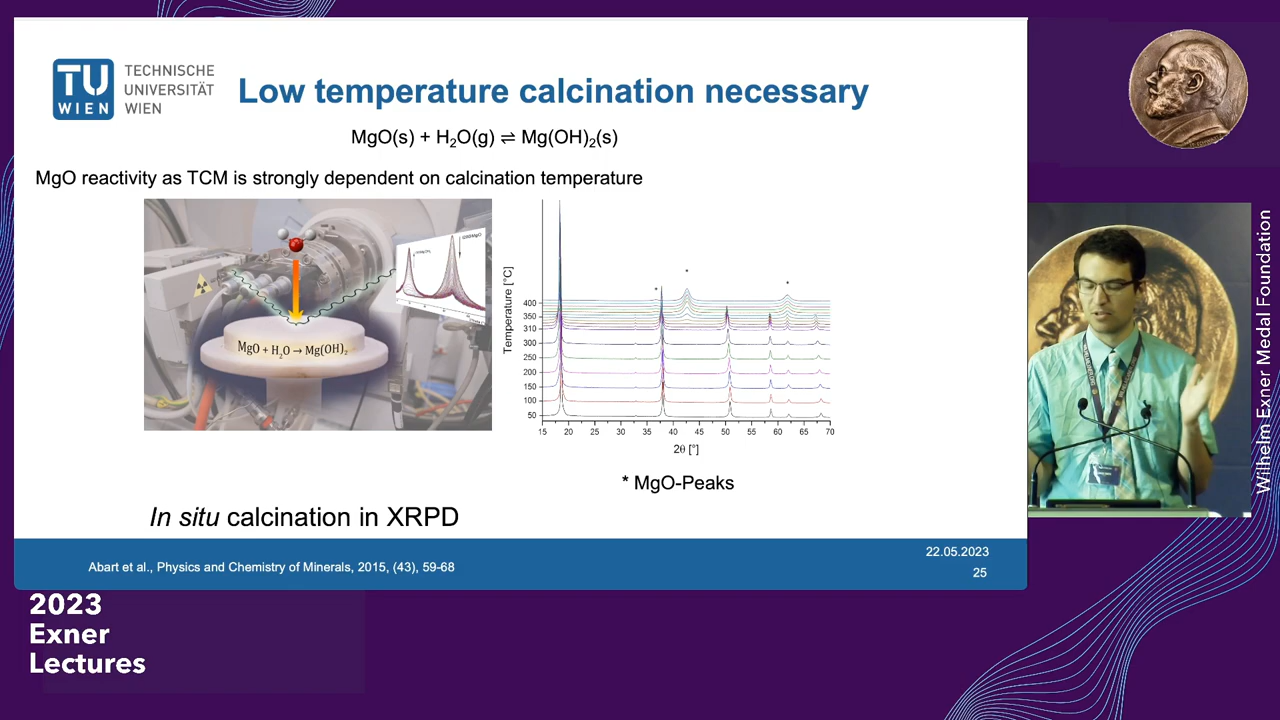 TU
WIEN
TECHNISCHE
UNIVERSITÄT
WIEN
Low temperature calcination necessary
MgO(s) + H₂O(g) ⇌ Mg(OH)₂(s)
MgO reactivity as TCM is strongly dependent on calcination temperature
MgO + H₂O → Mg(OH)₂
Temperature [°C]
400
350
310
300
250
200
150
100
50
* * *
15 20 25 30 35 40 45 50 55 60 65 70
2θ [°]
* MgO-Peaks
In situ calcination in XRPD
Abart et al., Physics and Chemistry of Minerals, 2015, (43), 59-68
22.05.2023
25
Wilhelm Exner Medal Foundation
2023
Exner
Lectures